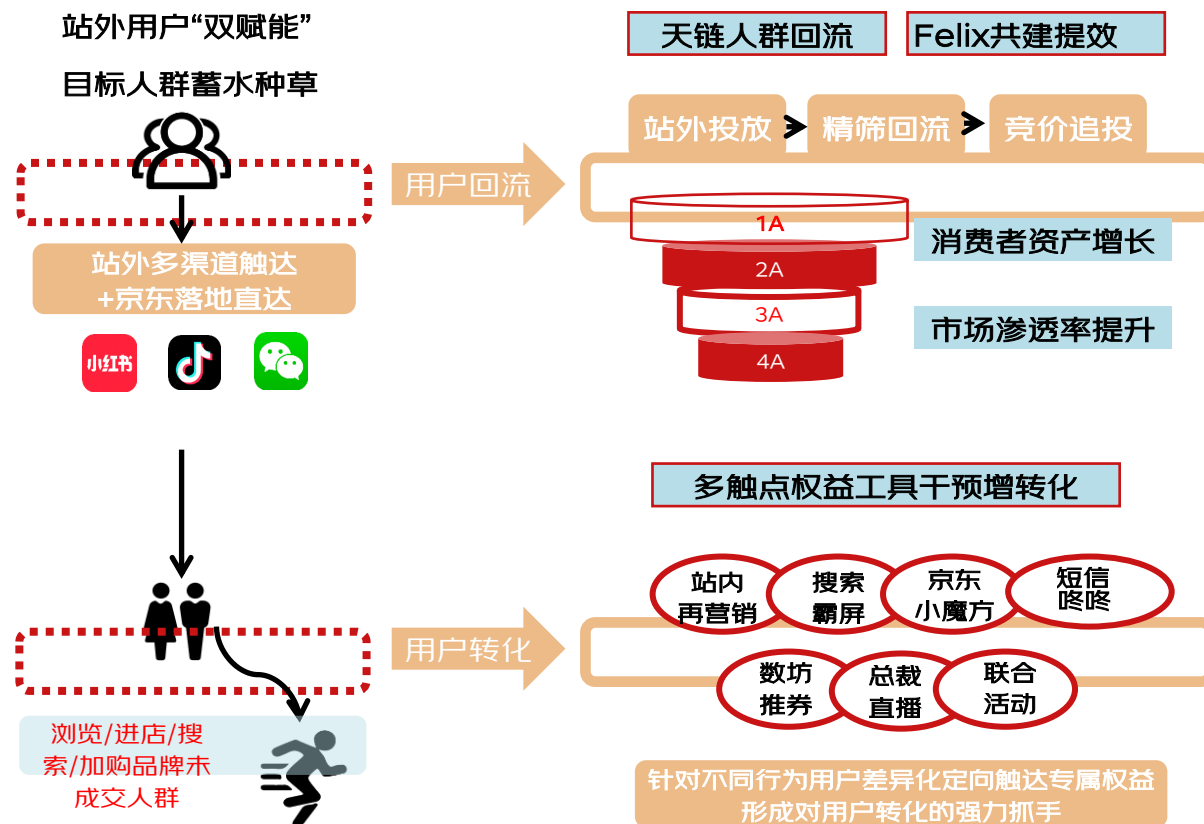 站外用户“双赋能”
目标人群蓄水种草
站外多渠道触达
+京东落地直达
小红书
用户回流
天链人群回流
Felix共建提效
站外投放
精筛回流
竞价追投
1A
2A
3A
4A
消费者资产增长
市场渗透率提升
浏览/进店/搜
索/加购品牌未
成交人群
用户转化
多触点权益工具干预增转化
站内
再营销
搜索
霸屏
京东
小魔方
短信
咚咚
数坊
推券
总裁
直播
联合
活动
针对不同行为用户差异化定向触达专属权益
形成对用户转化的强力抓手